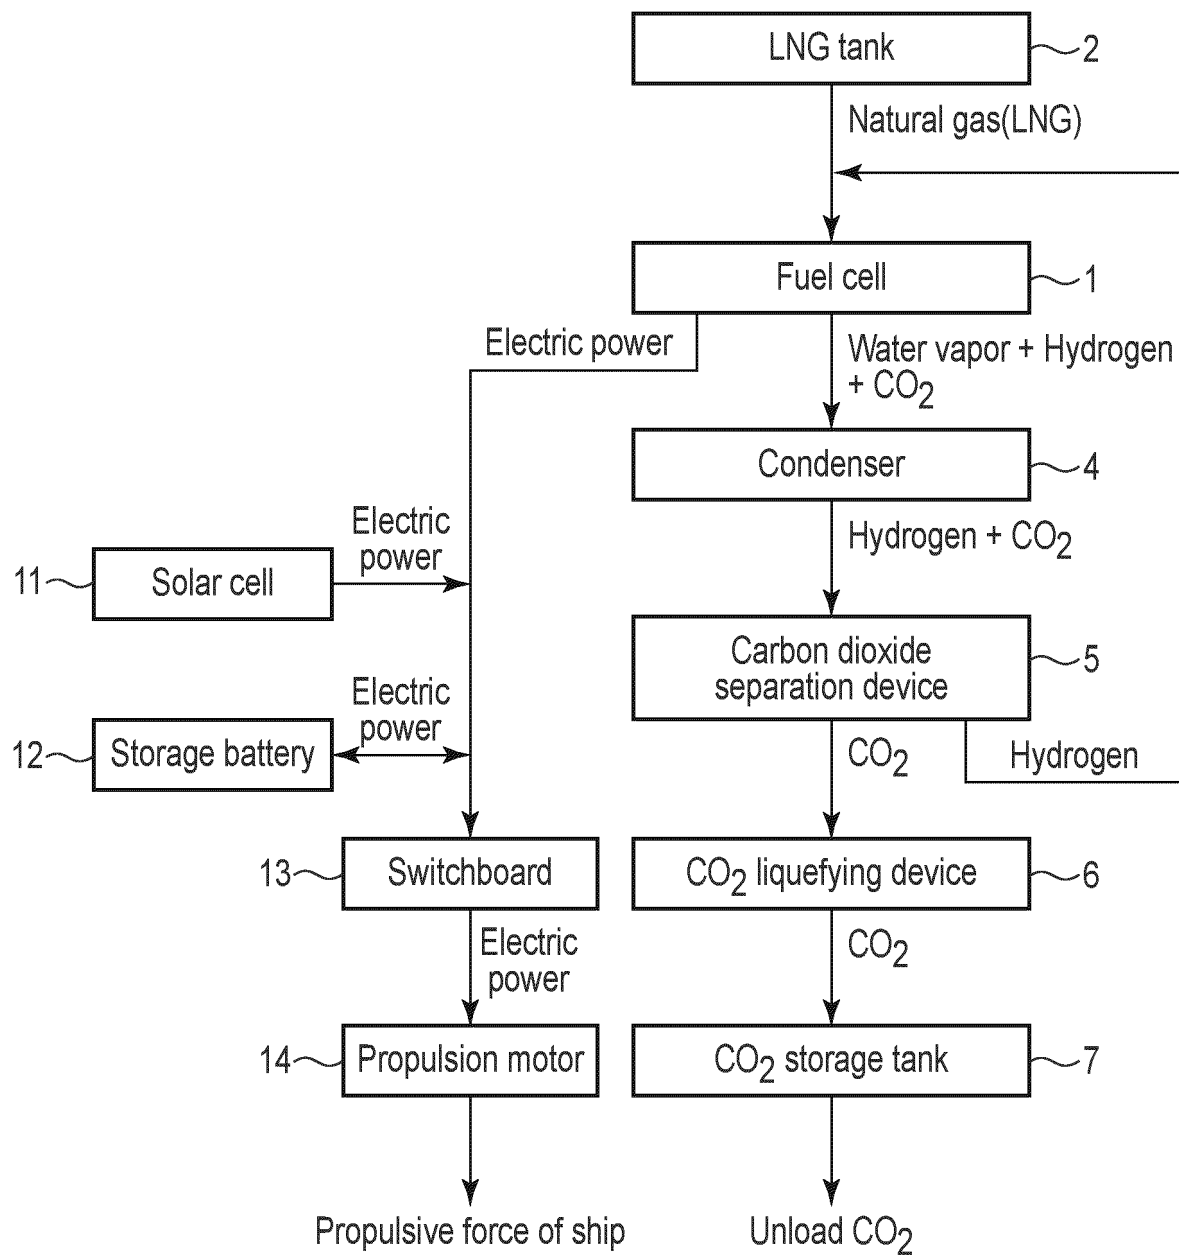 LNG tank
2
Natural gas(LNG)
Fuel cell
1
Electric power
Water vapor + Hydrogen
+ CO2
Condenser
4
Electric
power
Hydrogen + CO2
11
Solar cell
Carbon dioxide
separation device
5
Electric
power
12
Storage battery
CO2
Hydrogen
13
Switchboard
CO2 liquefying device
6
Electric
power
CO2
14
Propulsion motor
CO2 storage tank
7
Propulsive force of ship
Unload CO2